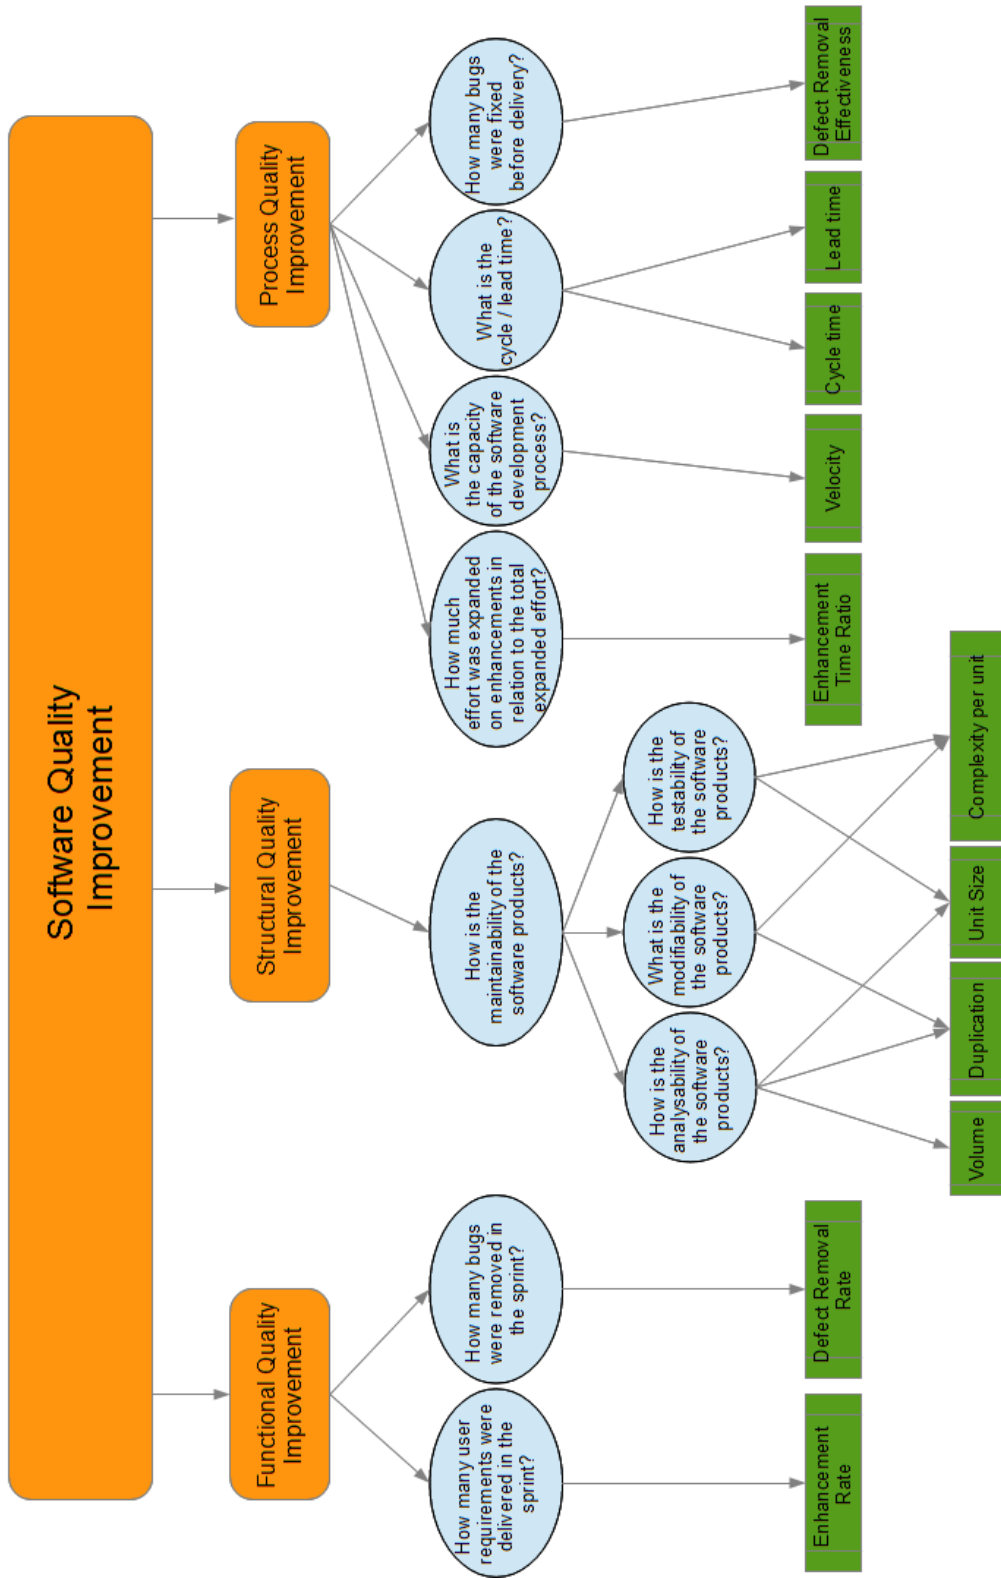 Software Quality
Improvement
Functional Quality
Improvement
Structural Quality
Improvement
Process Quality
Improvement
How many user
requirements were
delivered in the
sprint?
How many bugs
were removed in
the sprint?
How is the
maintainability of the
software products?
How much
effort was expanded
on enhancements in
relation to the total
expanded effort?
What is
the capacity
of the software
development
process?
What is the
cycle / lead time?
How many bugs
were fixed
before delivery?
How is the
analysability of
the software
products?
What is the
modifiability of
the software
products?
How is the
testability of
the software
products?
Enhancement
Rate
Defect Removal
Rate
Enhancement
Time Ratio
Velocity
Cycle time
Lead time
Defect Removal
Effectiveness
Volume
Duplication
Unit Size
Complexity per unit